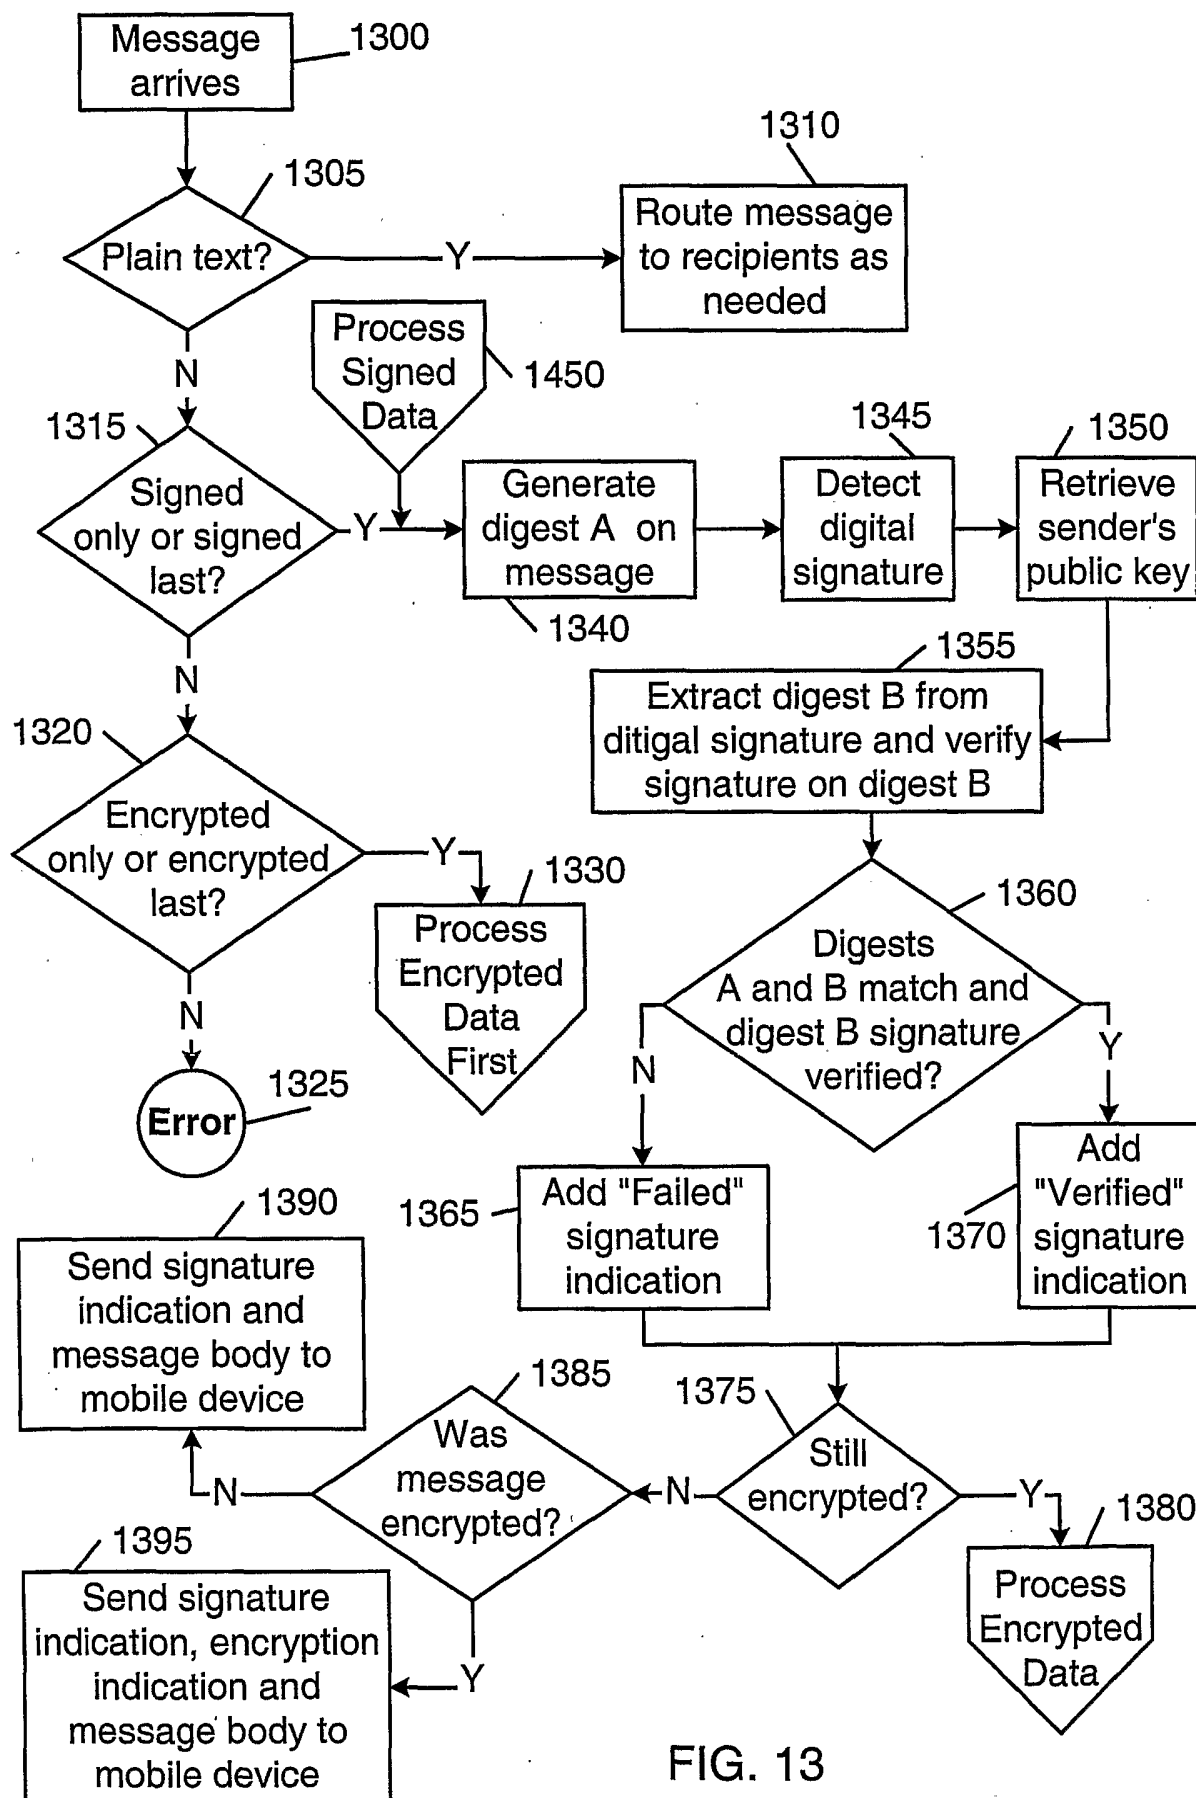 Message
arrives
1300
1305
Plain text?
Y
1310
Route message
to recipients as
needed
N
Process
Signed
Data
1450
1315
Signed
only or signed
last?
Y
Generate
digest A on
message
1340
1345
Detect
digital
signature
1350
Retrieve
sender's
public key
N
1355
Extract digest B from
ditigal signature and verify
signature on digest B
1320
Encrypted
only or encrypted
last?
Y
1330
Process
Encrypted
Data
First
1360
Digests
A and B match and
digest B signature
verified?
N
Y
N
1325
Error
1365
Add "Failed"
signature
indication
1370
Add
"Verified"
signature
indication
1390
Send signature
indication and
message body to
mobile device
1385
Was
message
encrypted?
N
1375
Still
encrypted?
N
Y
1380
Process
Encrypted
Data
1395
Send signature
indication, encryption
indication and
message body to
mobile device
Y
FIG. 13